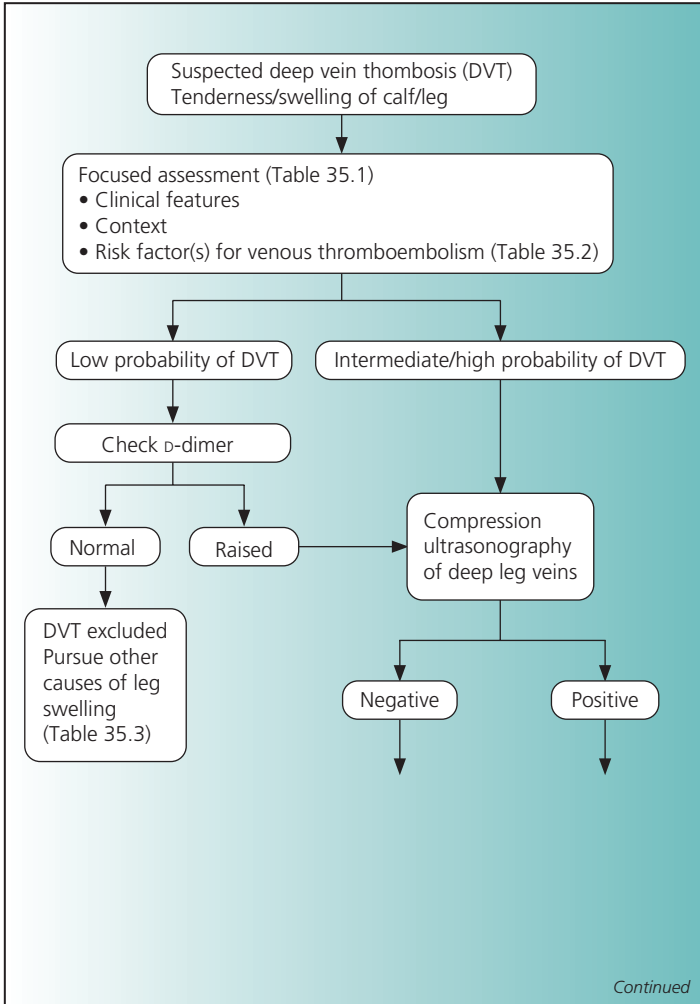 Suspected deep vein thombosis (DVT)
Tenderness/swelling of calf/leg
Focused assessment (Table 35.1)
• Clinical features
• Context
• Risk factor(s) for venous thromboembolism (Table 35.2)
Low probability of DVT
Intermediate/high probability of DVT
Check D-dimer
Normal
Raised
Compression
ultrasonography
of deep leg veins
DVT excluded
Pursue other
causes of leg
swelling
(Table 35.3)
Negative
Positive
Continued